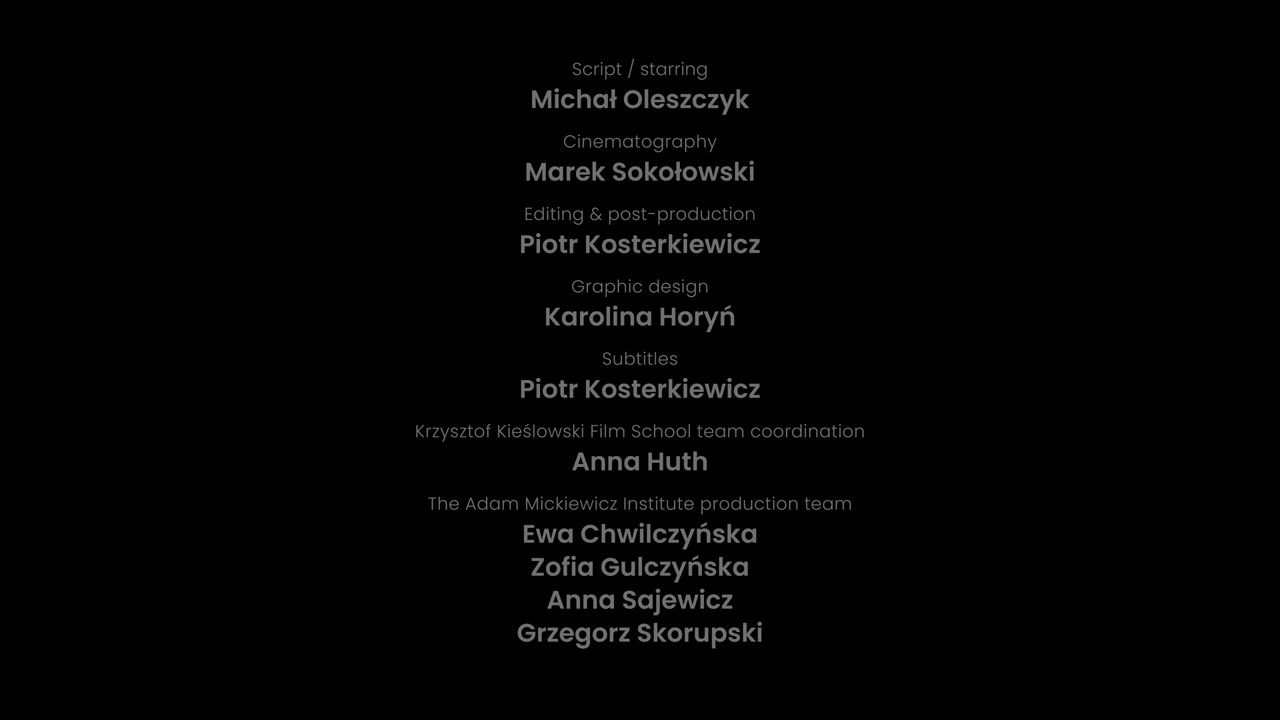 Script / starring
Michał Oleszczyk
Cinematography
Marek Sokołowski
Editing & post-production
Piotr Kosterkiewicz
Graphic design
Karolina Horyń
Subtitles
Piotr Kosterkiewicz
Krzysztof Kieślowski Film School team coordination
Anna Huth
The Adam Mickiewicz Institute production team
Ewa Chwilczyńska
Zofia Gulczyńska
Anna Sajewicz
Grzegorz Skorupski